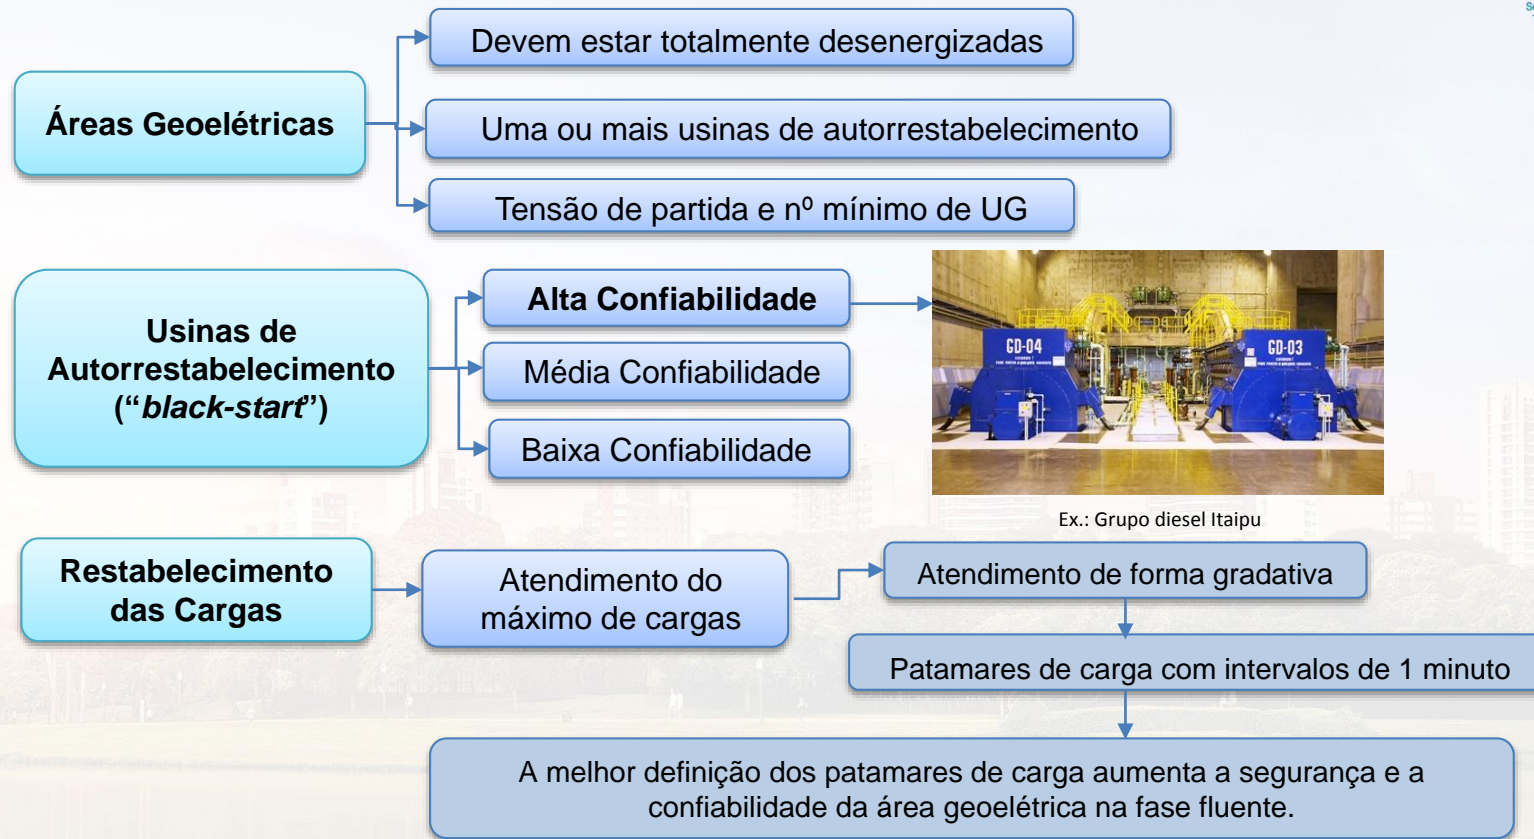 Devem estar totalmente desenergizadas
Áreas Geoelétricas
Uma ou mais usinas de autorrestabelecimento
Tensão de partida e nº mínimo de UG
Usinas de
Autorrestabelecimento
(“black-start”)
Alta Confiabilidade
Média Confiabilidade
Baixa Confiabilidade
GD-04
GD-03
Ex.: Grupo diesel Itaipu
Restabelecimento
das Cargas
Atendimento do
máximo de cargas
Atendimento de forma gradativa
Patamares de carga com intervalos de 1 minuto
A melhor definição dos patamares de carga aumenta a segurança e a
confiabilidade da área geoelétrica na fase fluente.